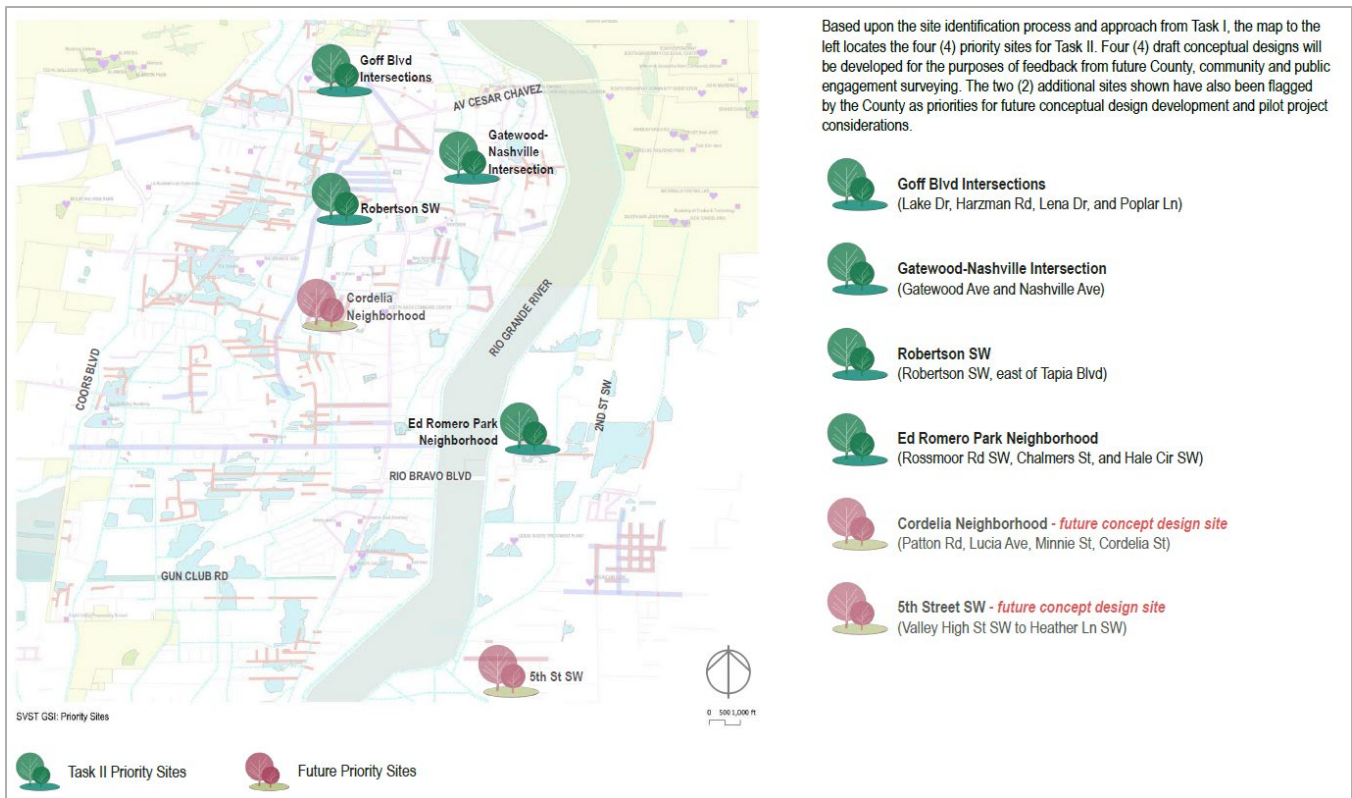 Goff Blvd
Intersections
AV CESAR CHAVEZ
Gatewood-
Nashville
Intersection
Robertson SW
Cordelia
Neighborhood
RIO GRANDE RIVER
COORS BLVD
2ND ST SW
Ed Romero Park
Neighborhood
RIO BRAVO BLVD
GUN CLUB RD
5th St SW
0 500 1,000 ft
SVST GSI: Priority Sites
Task II Priority Sites
Future Priority Sites
Based upon the site identification process and approach from Task I, the map to the
left locates the four (4) priority sites for Task II. Four (4) draft conceptual designs will
be developed for the purposes of feedback from future County, community and public
engagement surveying. The two (2) additional sites shown have also been flagged
by the County as priorities for future conceptual design development and pilot project
considerations.
Goff Blvd Intersections
(Lake Dr, Harzman Rd, Lena Dr, and Poplar Ln)
Gatewood-Nashville Intersection
(Gatewood Ave and Nashville Ave)
Robertson SW
(Robertson SW, east of Tapia Blvd)
Ed Romero Park Neighborhood
(Rossmoor Rd SW, Chalmers St, and Hale Cir SW)
Cordelia Neighborhood - future concept design site
(Patton Rd, Lucia Ave, Minnie St, Cordelia St)
5th Street SW - future concept design site
(Valley High St SW to Heather Ln SW)